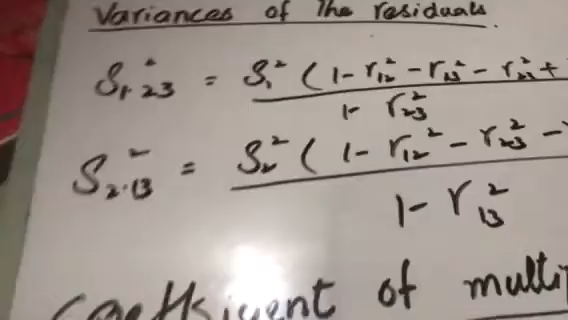 Variances of the residuals.
S₁.₂₃² = S₁² (1 - r₁₂² - r₁₃² - r₂₃² +
1 - r₂₃²
S₂.₁₃² = S₂² (1 - r₁₂² - r₂₃² -
1 - r₁₃²
Coefficient of multip